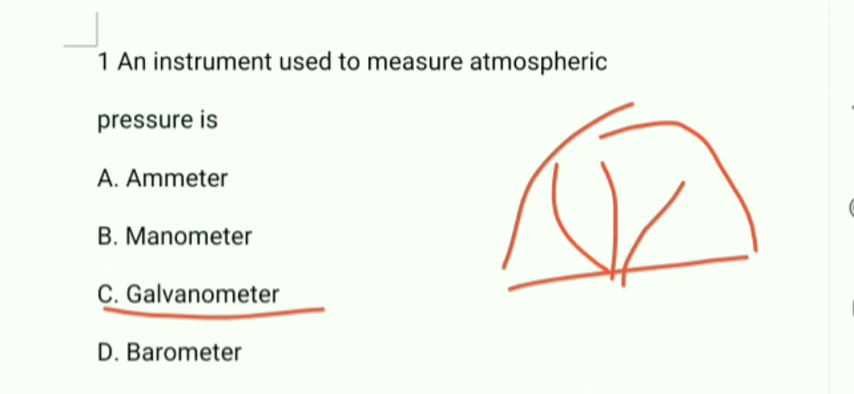 1 An instrument used to measure atmospheric
pressure is
A. Ammeter
B. Manometer
C. Galvanometer
D. Barometer